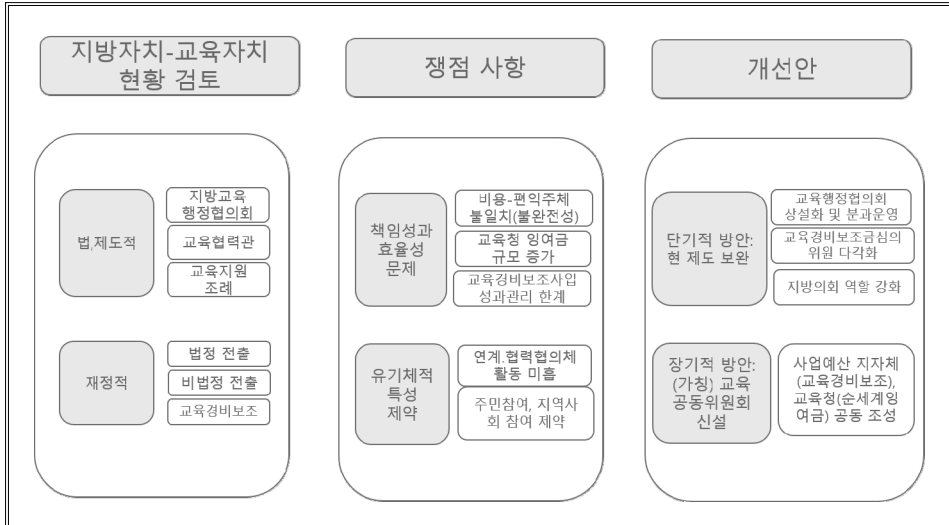 지방자치-교육자치
현황 검토
법,제도적
지방교육
행정협의회
교육협력관
교육지원
조례
재정적
법정 전출
비법정 전출
교육경비보조
쟁점 사항
책임성과
효율성
문제
비용-편익주체
불일치(불완전성)
교육청 잉여금
규모 증가
교육경비보조사업
성과관리 한계
유기체적
특성
제약
연계.협력협의체
활동 미흡
주민참여, 지역사
회 참여 제약
개선안
단기적 방안:
현 제도 보완
교육행정협의회
상설화 및 분과운영
교육경비보조금심의
위원 다각화
지방의회 역할 강화
장기적 방안:
(가칭) 교육
공동위원회
신설
사업예산 지자체
(교육경비보조),
교육청(순세계잉
여금) 공동 조성